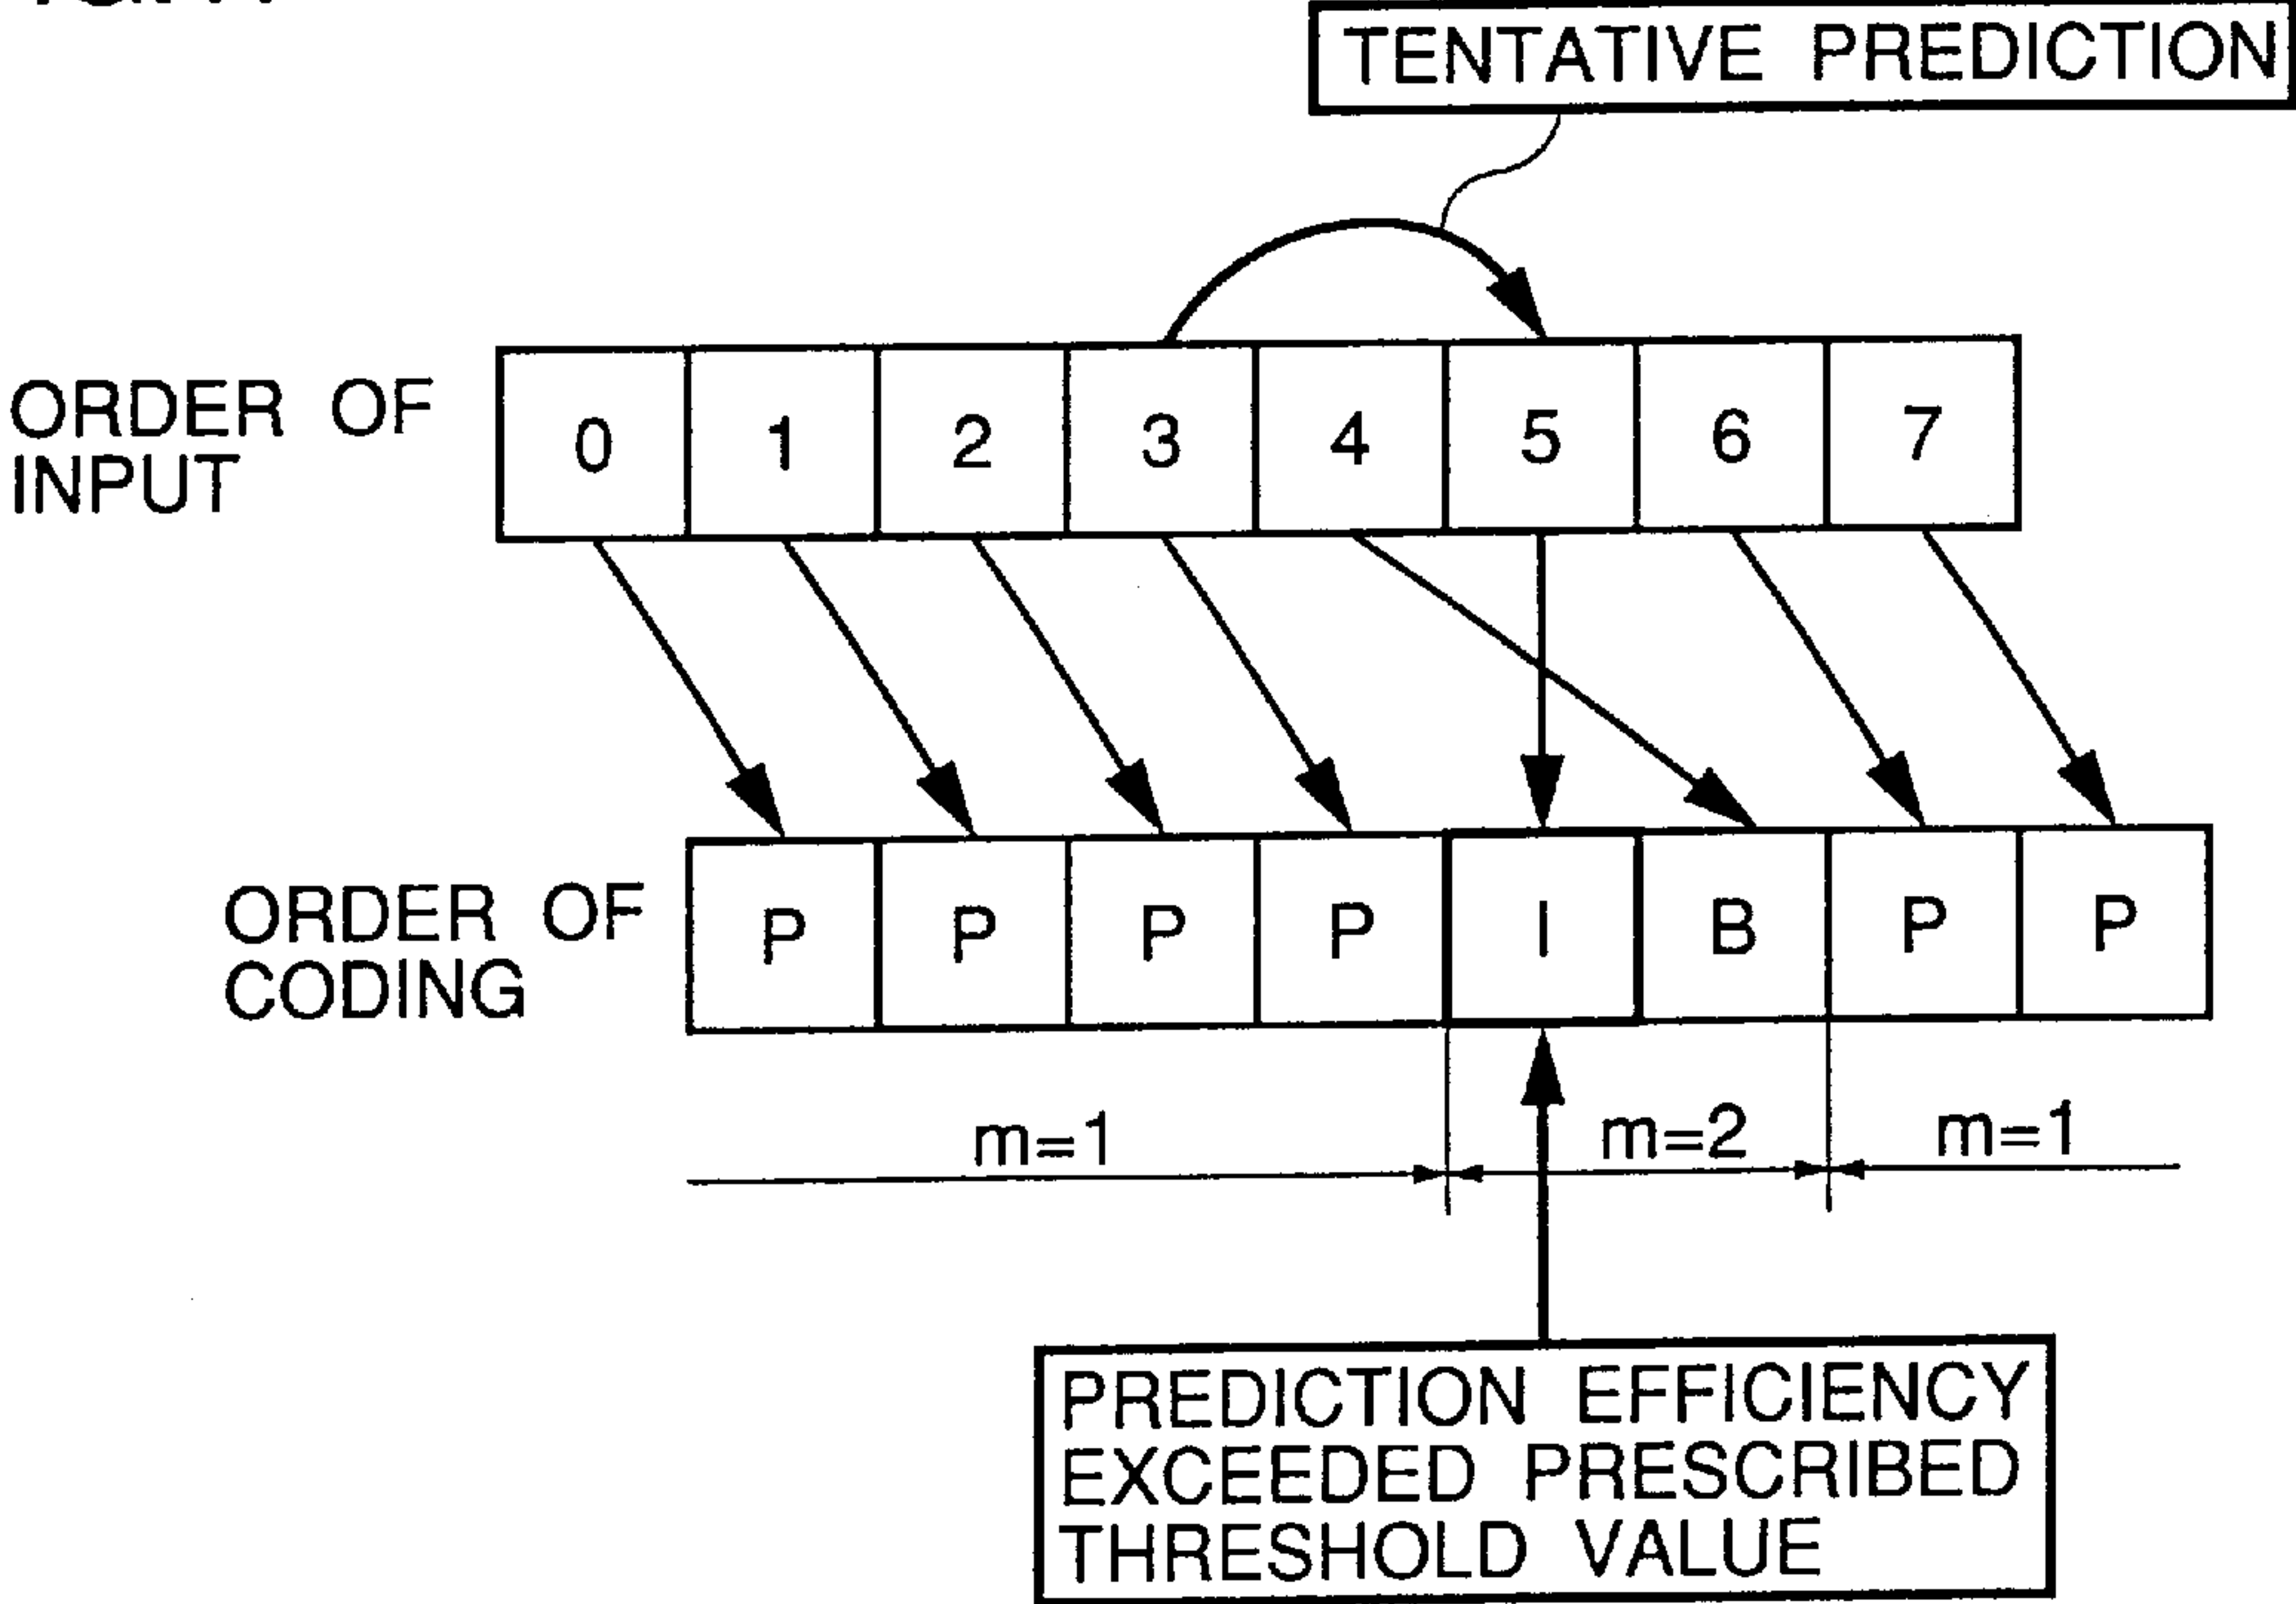 TENTATIVE PREDICTION
ORDER OF
INPUT
0 1 2 3 4 5 6 7
ORDER OF
CODING
P P P P I B P P
m=1 m=2 m=1
PREDICTION EFFICIENCY
EXCEEDED PRESCRIBED
THRESHOLD VALUE